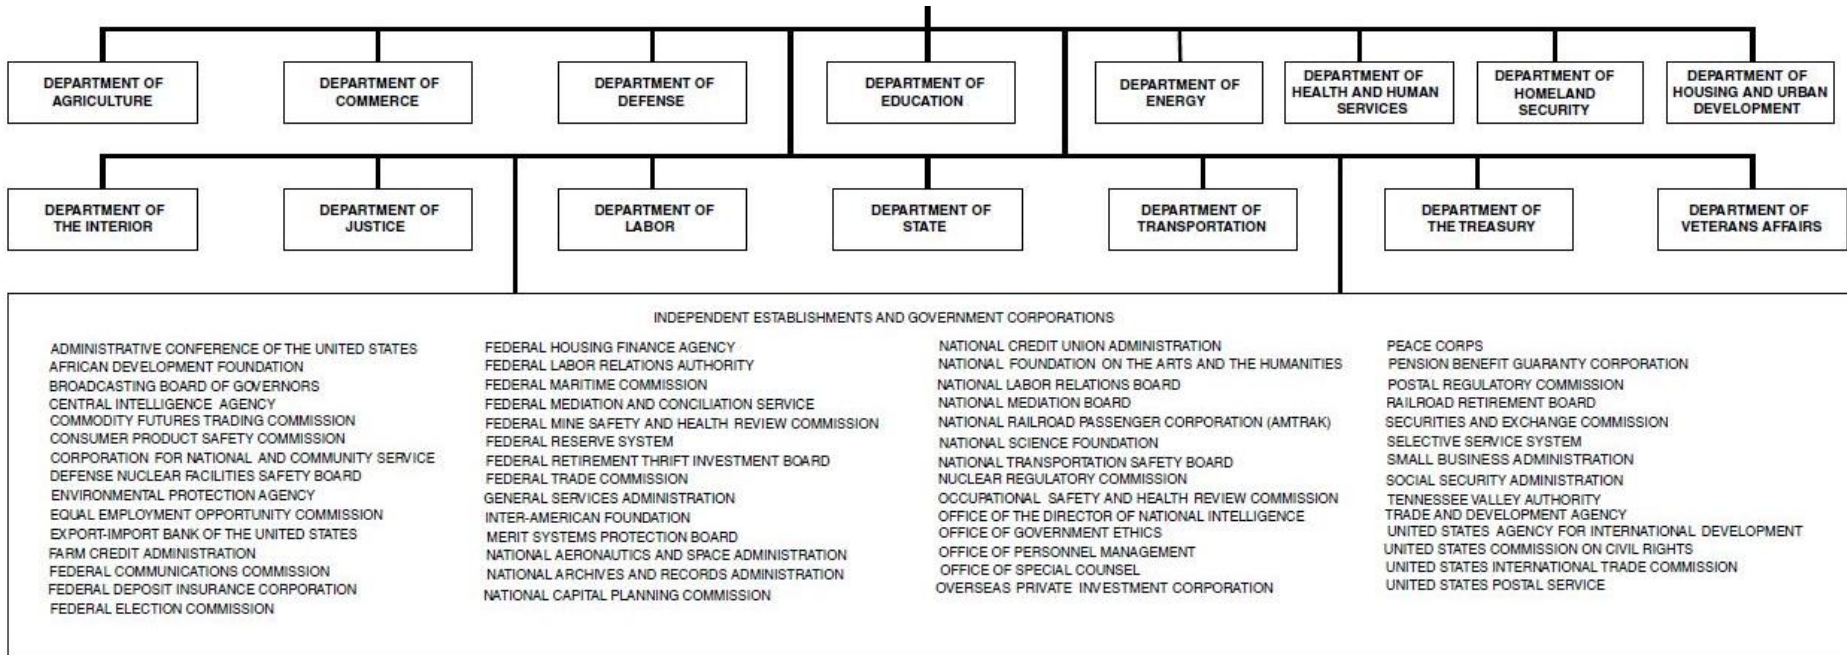 DEPARTMENT OF
AGRICULTURE
DEPARTMENT OF
COMMERCE
DEPARTMENT OF
DEFENSE
DEPARTMENT OF
EDUCATION
DEPARTMENT OF
ENERGY
DEPARTMENT OF
HEALTH AND HUMAN
SERVICES
DEPARTMENT OF
HOMELAND
SECURITY
DEPARTMENT OF
HOUSING AND URBAN
DEVELOPMENT
DEPARTMENT OF
THE INTERIOR
DEPARTMENT OF
JUSTICE
DEPARTMENT OF
LABOR
DEPARTMENT OF
STATE
DEPARTMENT OF
TRANSPORTATION
DEPARTMENT OF
THE TREASURY
DEPARTMENT OF
VETERANS AFFAIRS
INDEPENDENT ESTABLISHMENTS AND GOVERNMENT CORPORATIONS
ADMINISTRATIVE CONFERENCE OF THE UNITED STATES
AFRICAN DEVELOPMENT FOUNDATION
BROADCASTING BOARD OF GOVERNORS
CENTRAL INTELLIGENCE AGENCY
COMMODITY FUTURES TRADING COMMISSION
CONSUMER PRODUCT SAFETY COMMISSION
CORPORATION FOR NATIONAL AND COMMUNITY SERVICE
DEFENSE NUCLEAR FACILITIES SAFETY BOARD
ENVIRONMENTAL PROTECTION AGENCY
EQUAL EMPLOYMENT OPPORTUNITY COMMISSION
EXPORT-IMPORT BANK OF THE UNITED STATES
FARM CREDIT ADMINISTRATION
FEDERAL COMMUNICATIONS COMMISSION
FEDERAL DEPOSIT INSURANCE CORPORATION
FEDERAL ELECTION COMMISSION
FEDERAL HOUSING FINANCE AGENCY
FEDERAL LABOR RELATIONS AUTHORITY
FEDERAL MARITIME COMMISSION
FEDERAL MEDIATION AND CONCILIATION SERVICE
FEDERAL MINE SAFETY AND HEALTH REVIEW COMMISSION
FEDERAL RESERVE SYSTEM
FEDERAL RETIREMENT THRIFT INVESTMENT BOARD
FEDERAL TRADE COMMISSION
GENERAL SERVICES ADMINISTRATION
INTER-AMERICAN FOUNDATION
MERIT SYSTEMS PROTECTION BOARD
NATIONAL AERONAUTICS AND SPACE ADMINISTRATION
NATIONAL ARCHIVES AND RECORDS ADMINISTRATION
NATIONAL CAPITAL PLANNING COMMISSION
NATIONAL CREDIT UNION ADMINISTRATION
NATIONAL FOUNDATION ON THE ARTS AND THE HUMANITIES
NATIONAL LABOR RELATIONS BOARD
NATIONAL MEDIATION BOARD
NATIONAL RAILROAD PASSENGER CORPORATION (AMTRAK)
NATIONAL SCIENCE FOUNDATION
NATIONAL TRANSPORTATION SAFETY BOARD
NUCLEAR REGULATORY COMMISSION
OCCUPATIONAL SAFETY AND HEALTH REVIEW COMMISSION
OFFICE OF THE DIRECTOR OF NATIONAL INTELLIGENCE
OFFICE OF GOVERNMENT ETHICS
OFFICE OF PERSONNEL MANAGEMENT
OFFICE OF SPECIAL COUNSEL
OVERSEAS PRIVATE INVESTMENT CORPORATION
PEACE CORPS
PENSION BENEFIT GUARANTY CORPORATION
POSTAL REGULATORY COMMISSION
RAILROAD RETIREMENT BOARD
SECURITIES AND EXCHANGE COMMISSION
SELECTIVE SERVICE SYSTEM
SMALL BUSINESS ADMINISTRATION
SOCIAL SECURITY ADMINISTRATION
TENNESSEE VALLEY AUTHORITY
TRADE AND DEVELOPMENT AGENCY
UNITED STATES AGENCY FOR INTERNATIONAL DEVELOPMENT
UNITED STATES COMMISSION ON CIVIL RIGHTS
UNITED STATES INTERNATIONAL TRADE COMMISSION
UNITED STATES POSTAL SERVICE